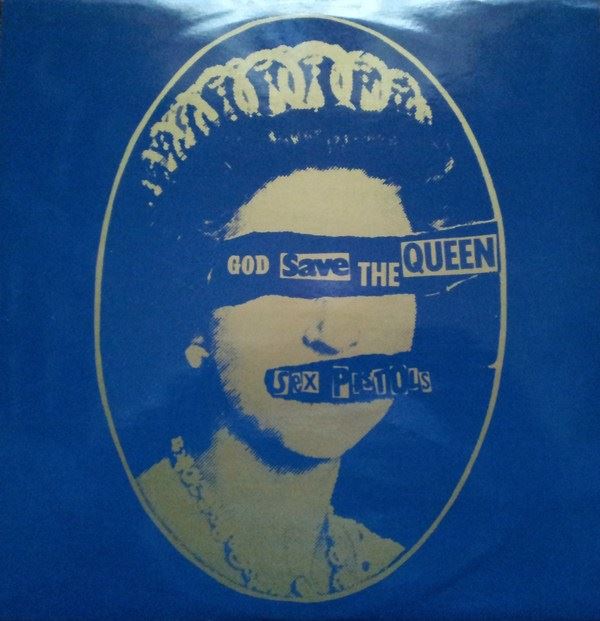 GOD Save THE QUEEN
SEX PISTOLS